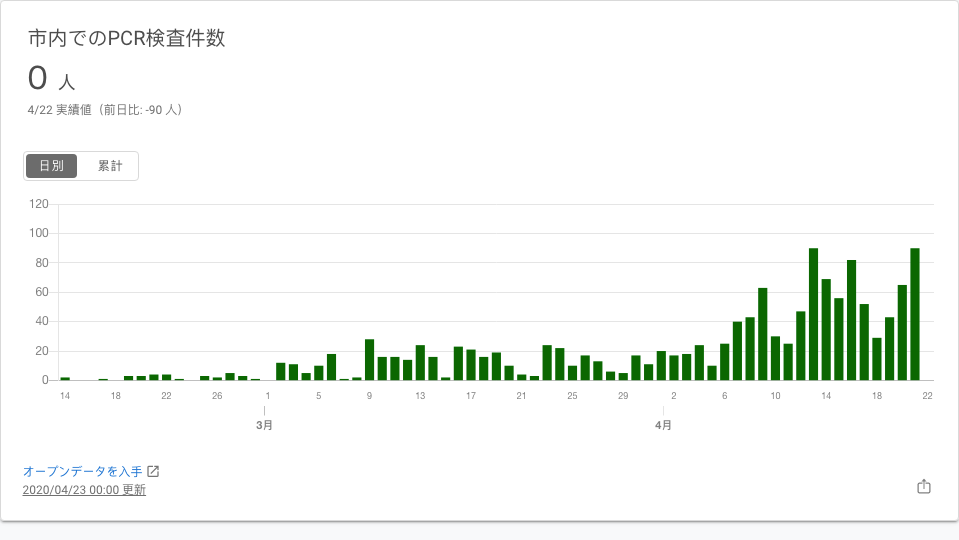 市内でのPCR検査件数
0 人
4/22 実績値（前日比: -90 人）
日別 累計
120
100
80
60
40
20
0
14 18 22 26 1 5 9 13 17 21 25 29 2 6 10 14 18 22
3月 4月
オープンデータを入手
2020/04/23 00:00 更新